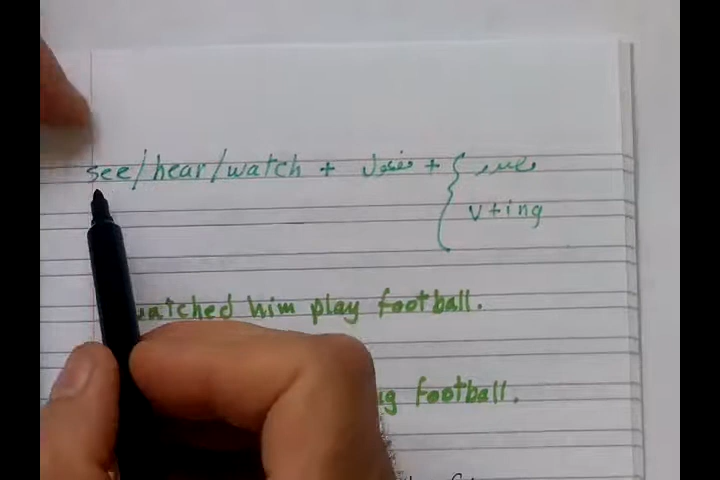 see/hear/watch + مفعول + { مصدر
v+ing
watched him play football.
football.